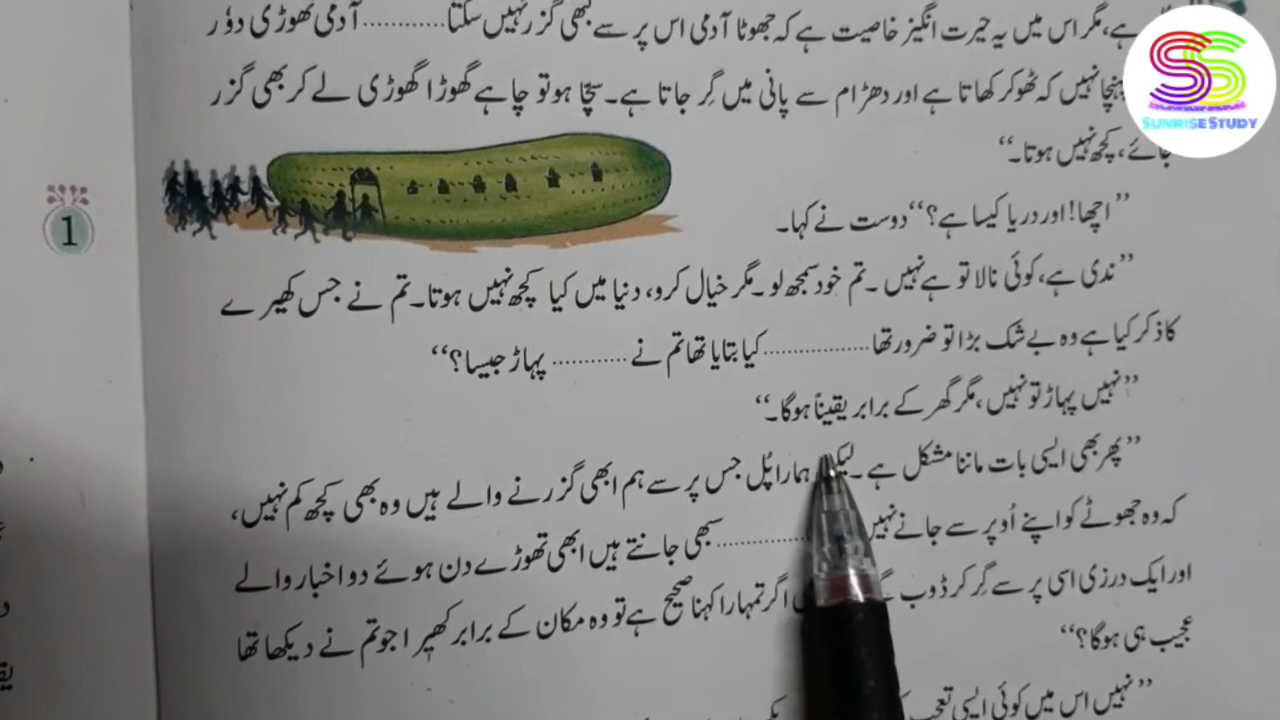 ہے، مگر اس میں یہ حیرت انگیز خاصیت ہے کہ جھوٹا آدمی اس پر سے کبھی گزر نہیں سکتا ............ آدمی تھوڑی دوٗر
پہنچا نہیں کہ ٹھوکر کھاتا ہے اور دھڑام سے پانی میں گِر جاتا ہے۔ سچّا ہو تو چاہے گھوڑا گھوڑی لے کر بھی گزر
جائے، کچھ نہیں ہوتا۔‘‘
SUNRISE STUDY
’’اچھا! اور دریا کیسا ہے؟‘‘ دوست نے کہا۔
1
’’ندی ہے، کوئی نالا تو ہے نہیں۔ تم خود سمجھ لو۔ مگر خیال کرو، دنیا میں کیا کچھ نہیں ہوتا۔ تم نے جس کھیرے
کا ذکر کیا ہے وہ بے شک بڑا تو ضرور تھا ............... کیا بتایا تھا تم نے ........... پہاڑ جیسا؟‘‘
’’نہیں پہاڑ تو نہیں، مگر گھر کے برابر یقیناً ہوگا۔‘‘
’’پھر بھی ایسی بات ماننا مشکل ہے۔ ہمارا پُل جس پر سے ہم ابھی گزرنے والے ہیں وہ بھی کچھ کم نہیں،
کہ وہ جھوٹے کو اپنے اُوپر سے جانے نہیں ............ سبھی جانتے ہیں ابھی تھوڑے دن ہوئے دو اخبار والے
اور ایک درزی اسی پر سے گِر کر ڈوب اگر تمہارا کہنا صحیح ہے تو وہ مکان کے برابر کھیرا جو تم نے دیکھا تھا
عجیب ہی ہوگا؟‘‘
’’نہیں اس میں کوئی ایسی